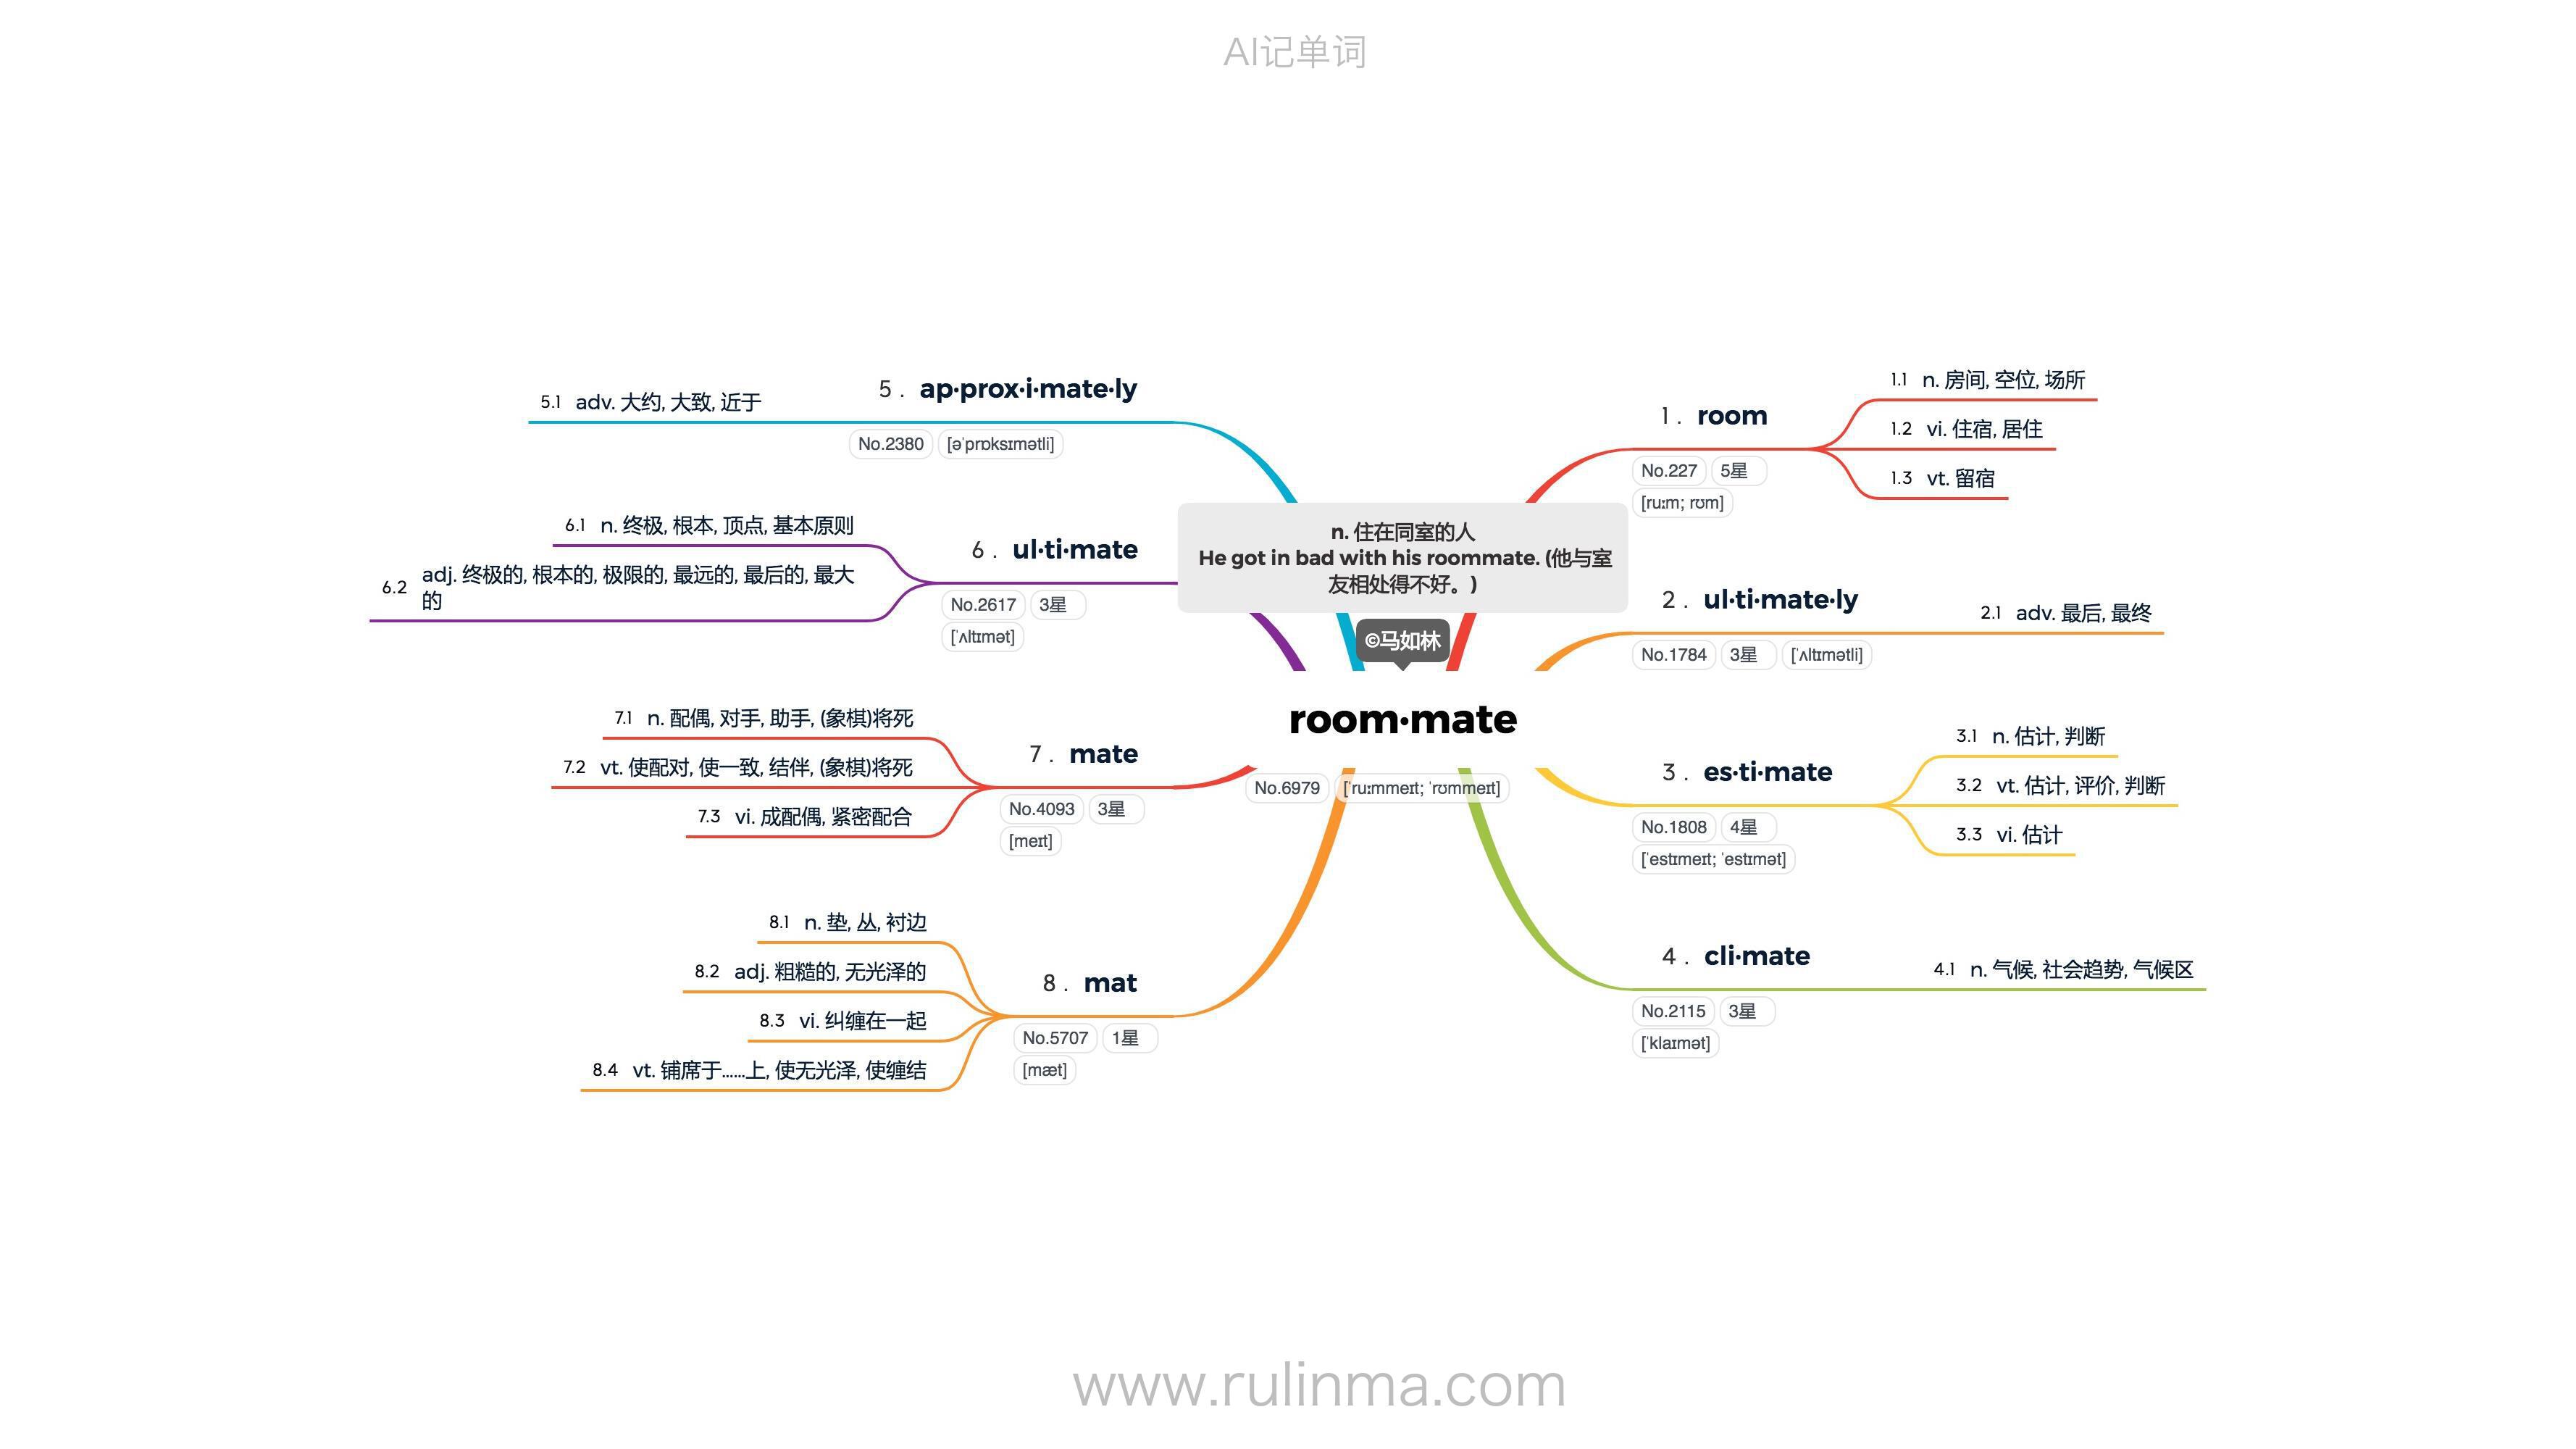 AI记单词
n. 住在同室的人
He got in bad with his roommate. (他与室
友相处得不好。)
©马如林
room·mate
No.6979 [ˈruːmmeɪt; ˈrʊmmeɪt]
1 . room
No.227 5星
[ruːm; rʊm]
1.1 n. 房间, 空位, 场所
1.2 vi. 住宿, 居住
1.3 vt. 留宿
2 . ul·ti·mate·ly
No.1784 3星 [ˈʌltɪmətli]
2.1 adv. 最后, 最终
3 . es·ti·mate
No.1808 4星
[ˈestɪmeɪt; ˈestɪmət]
3.1 n. 估计, 判断
3.2 vt. 估计, 评价, 判断
3.3 vi. 估计
4 . cli·mate
No.2115 3星
[ˈklaɪmət]
4.1 n. 气候, 社会趋势, 气候区
5 . ap·prox·i·mate·ly
No.2380 [əˈprɒksɪmətli]
5.1 adv. 大约, 大致, 近于
6 . ul·ti·mate
No.2617 3星
[ˈʌltɪmət]
6.1 n. 终极, 根本, 顶点, 基本原则
6.2 adj. 终极的, 根本的, 极限的, 最远的, 最后的, 最大
的
7 . mate
No.4093 3星
[meɪt]
7.1 n. 配偶, 对手, 助手, (象棋)将死
7.2 vt. 使配对, 使一致, 结伴, (象棋)将死
7.3 vi. 成配偶, 紧密配合
8 . mat
No.5707 1星
[mæt]
8.1 n. 垫, 丛, 衬边
8.2 adj. 粗糙的, 无光泽的
8.3 vi. 纠缠在一起
8.4 vt. 铺席于……上, 使无光泽, 使缠结
www.rulinma.com